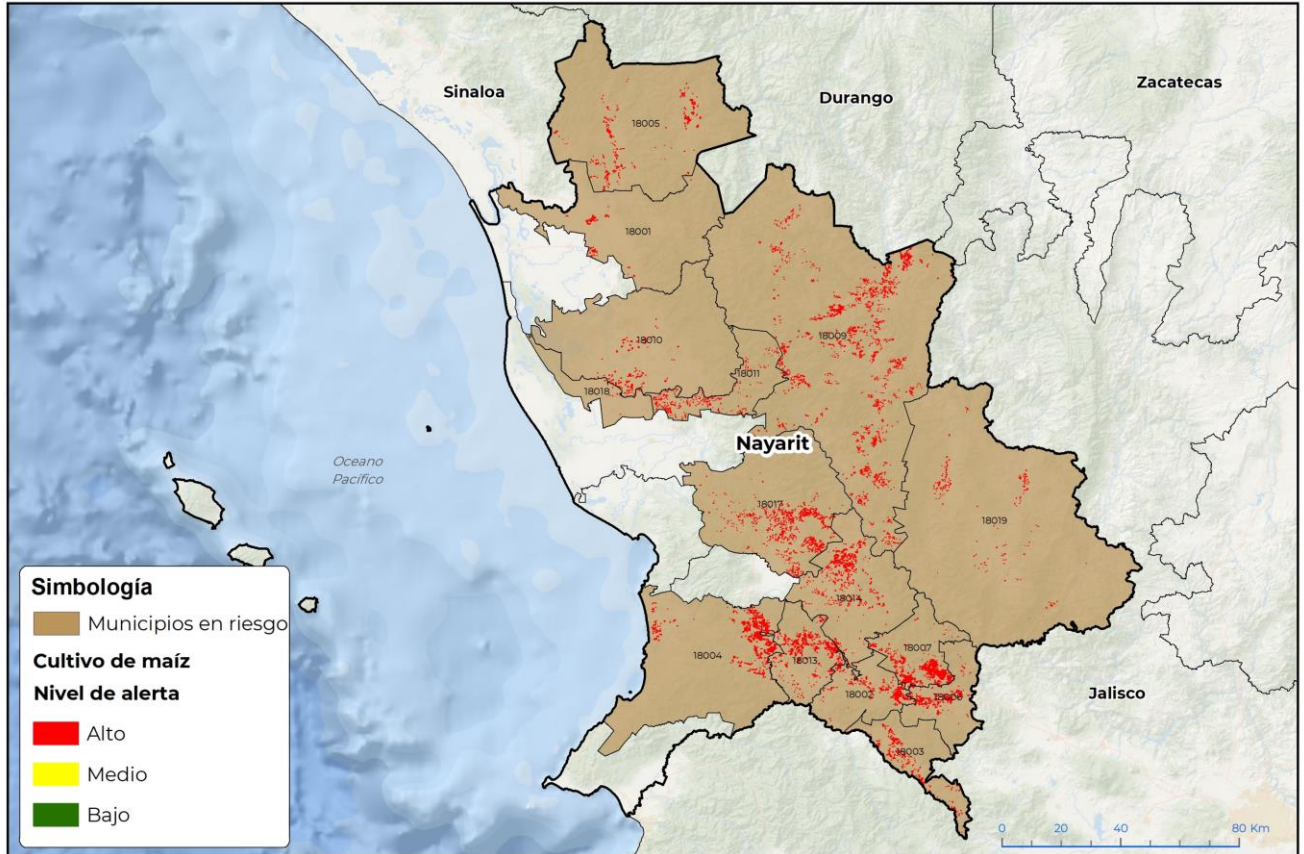 Sinaloa
Durango
Zacatecas
18005
18001
18009
18010
18011
18018
Nayarit
Oceano
Pacífico
18017
18019
18014
18004
18013
18007
18002
18006
18003
Jalisco
Simbología
Municipios en riesgo
Cultivo de maíz
Nivel de alerta
Alto
Medio
Bajo
0 20 40 80 Km